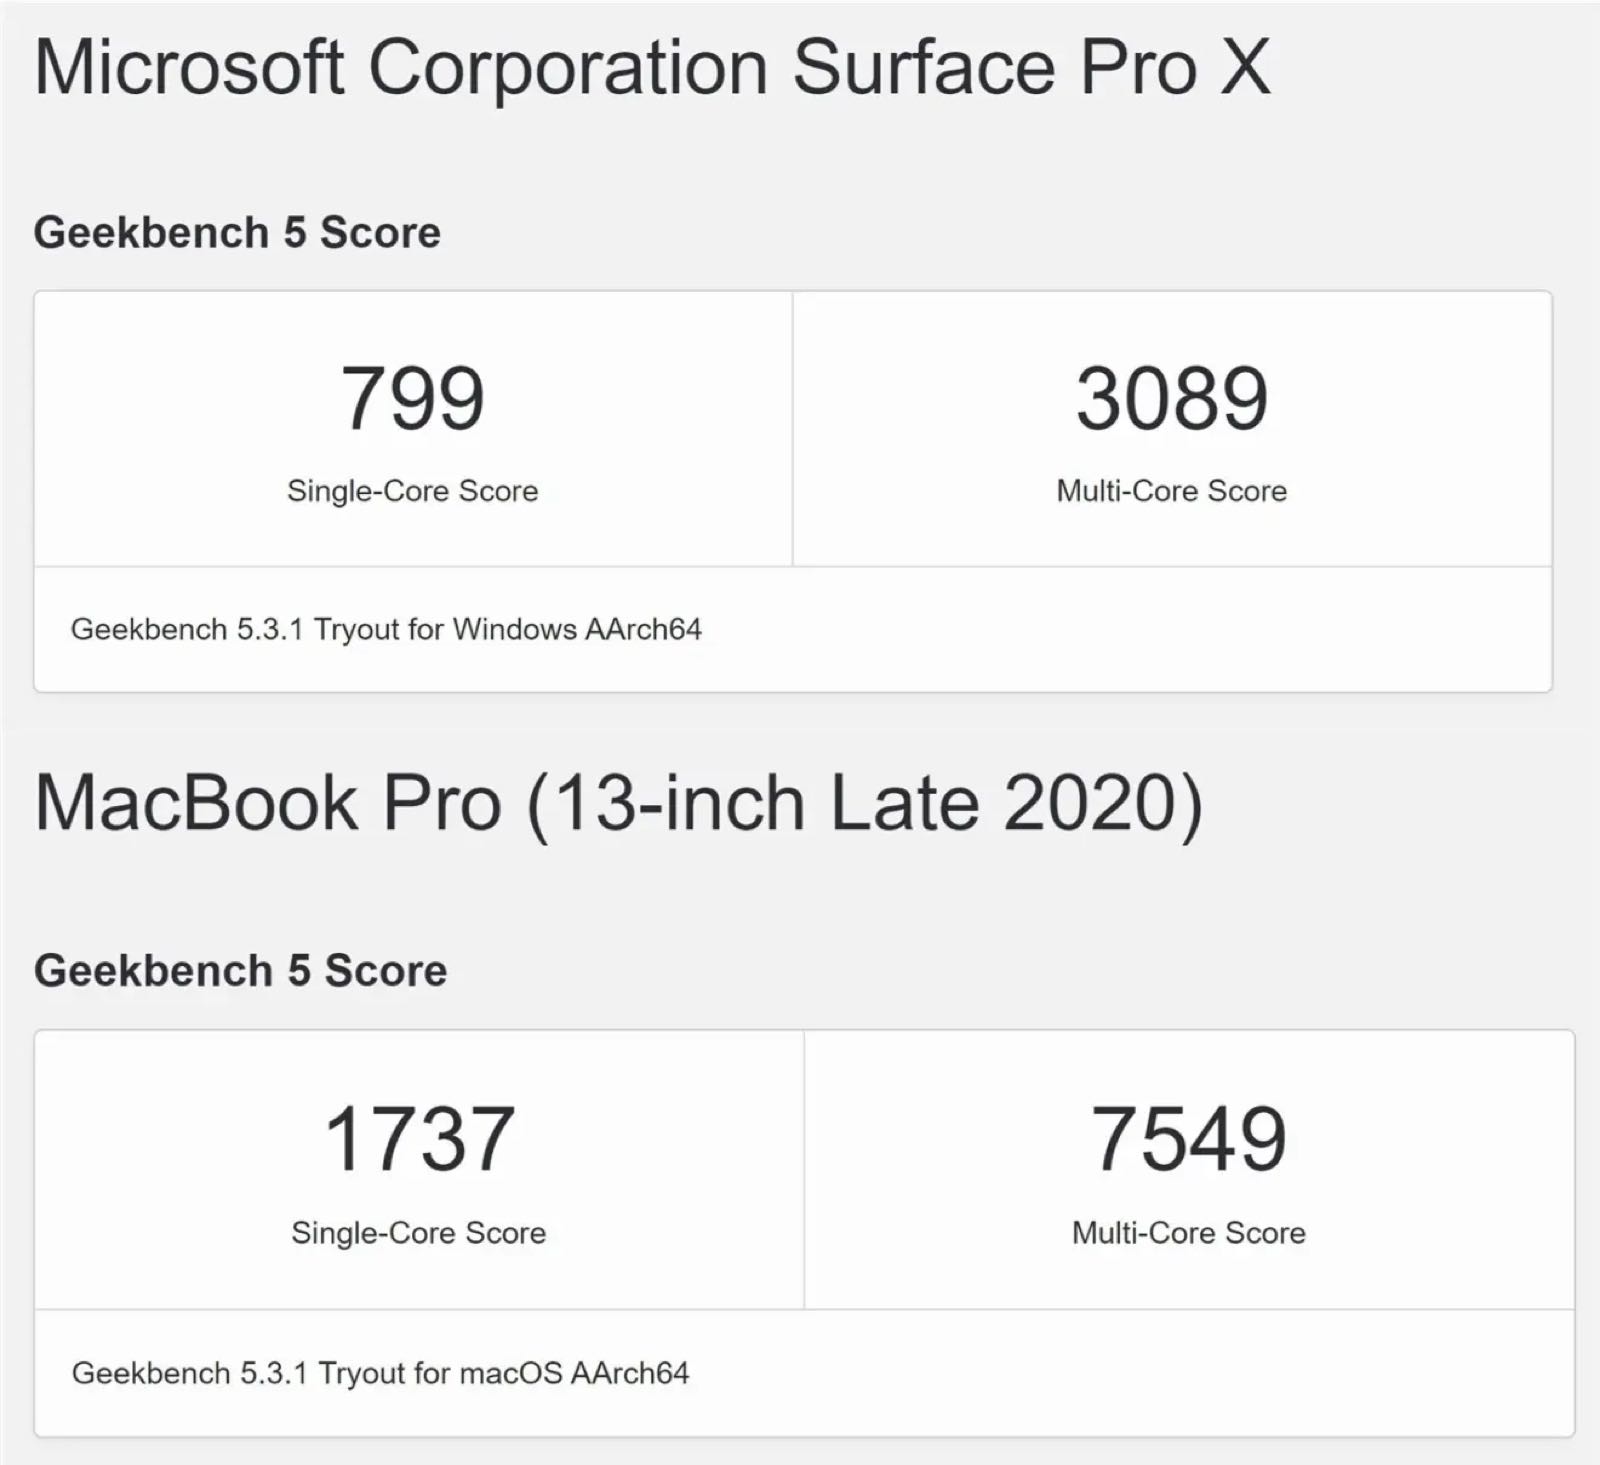 Microsoft Corporation Surface Pro X
Geekbench 5 Score
799
Single-Core Score
3089
Multi-Core Score
Geekbench 5.3.1 Tryout for Windows AArch64
MacBook Pro (13-inch Late 2020)
Geekbench 5 Score
1737
Single-Core Score
7549
Multi-Core Score
Geekbench 5.3.1 Tryout for macOS AArch64